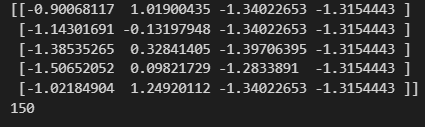 [[-0.90068117 1.01900435 -1.34022653 -1.3154443 ]
[-1.14301691 -0.13197948 -1.34022653 -1.3154443 ]
[-1.38535265 0.32841405 -1.39706395 -1.3154443 ]
[-1.50652052 0.09821729 -1.2833891 -1.3154443 ]
[-1.02184904 1.24920112 -1.34022653 -1.3154443 ]]
150